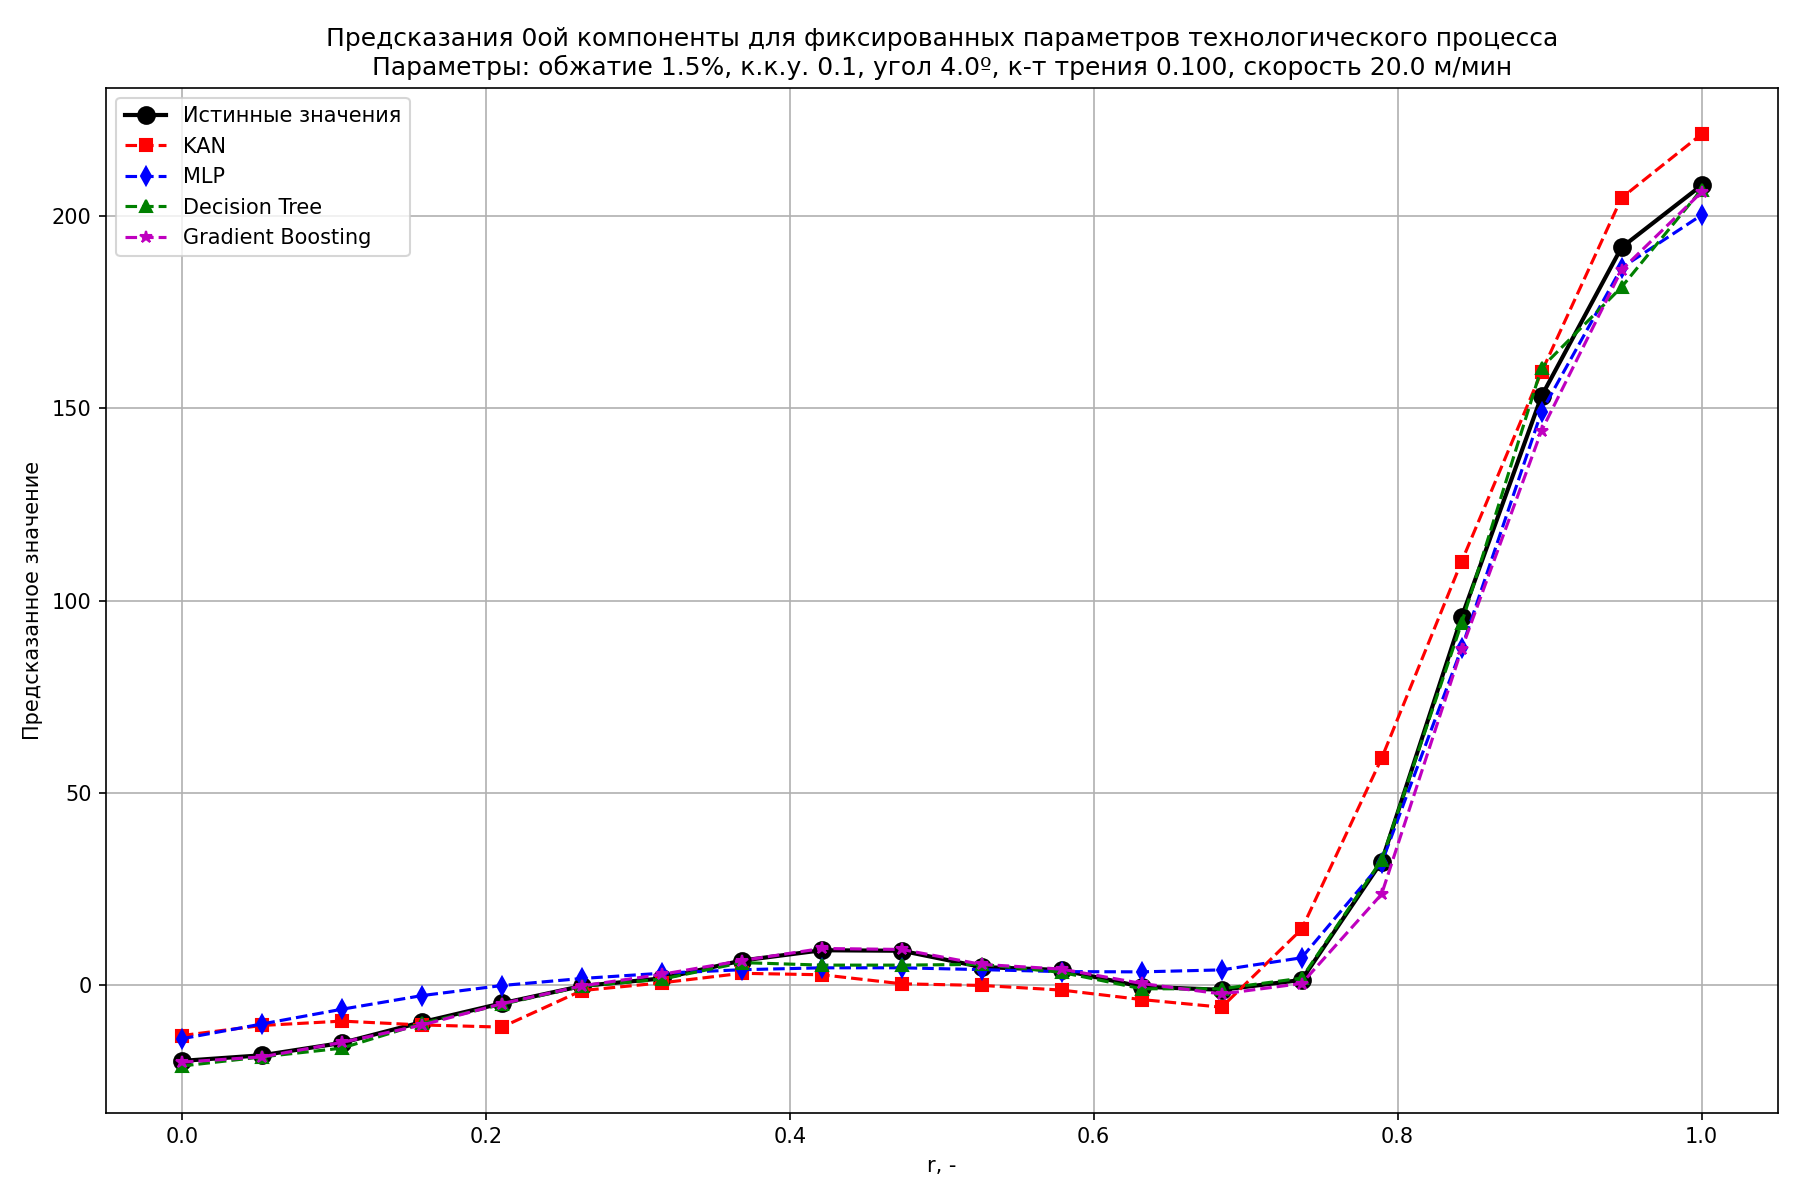 Предсказания 0ой компоненты для фиксированных параметров технологического процесса
Параметры: обжатие 1.5%, к.к.у. 0.1, угол 4.0º, к-т трения 0.100, скорость 20.0 м/мин
Истинные значения
KAN
MLP
Decision Tree
Gradient Boosting
Предсказанное значение
200
150
100
50
0
0.0
0.2
0.4
0.6
0.8
1.0
r, -